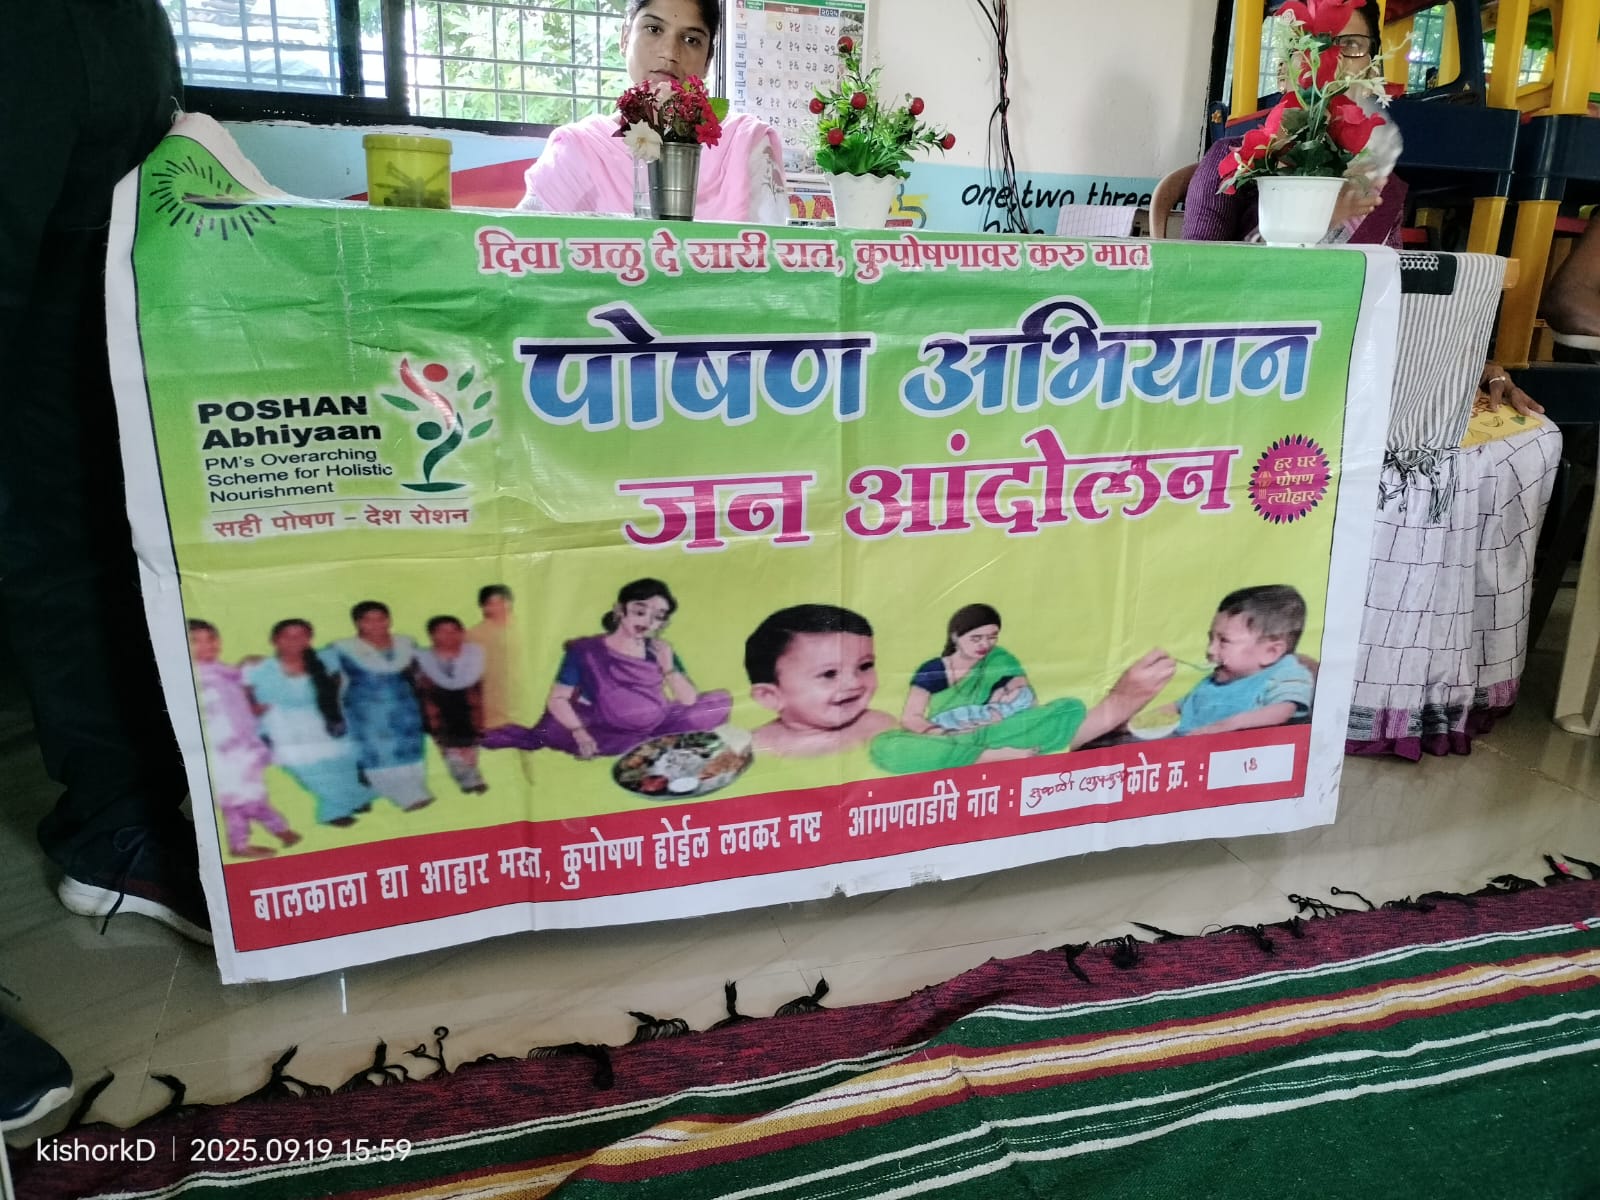 one, two three
दिवा जळु दे सारी रात, कुपोषणावर करु मात
पोषण अभियान
जन आंदोलन
POSHAN
Abhiyaan
PM's Overarching
Scheme for Holistic
Nourishment
सही पोषण - देश रोशन
हर घर
पोषण
त्योहार
बालकाला द्या आहार मस्त, कुपोषण होईल लवकर नष्ट
आंगणवाडीचे नांव :
कोट क्र. : 13
kishorkD | 2025.09.19 15:59